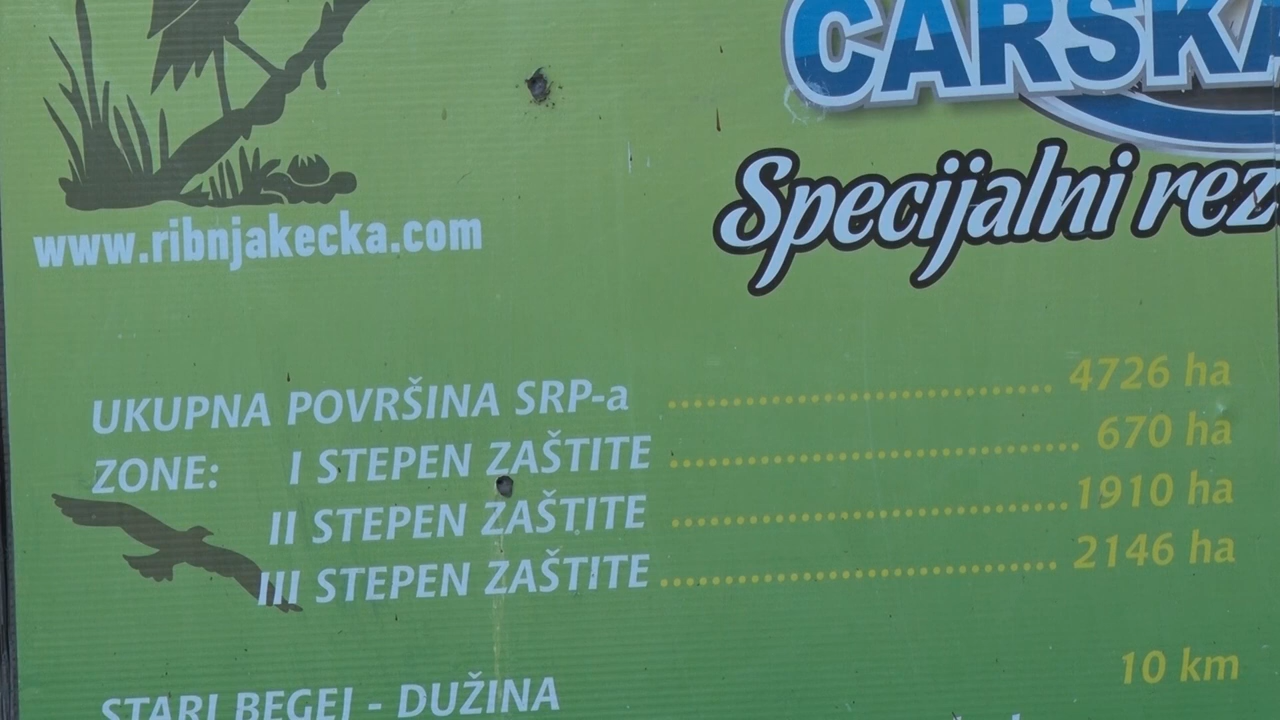 CARSKA
Specijalni rez
www.ribnjakecka.com
UKUPNA POVRŠINA SRP-a ................................ 4726 ha
ZONE: I STEPEN ZAŠTITE ................................ 670 ha
II STEPEN ZAŠTITE ................................ 1910 ha
III STEPEN ZAŠTITE ................................ 2146 ha
STARI BEGEJ - DUŽINA 10 km